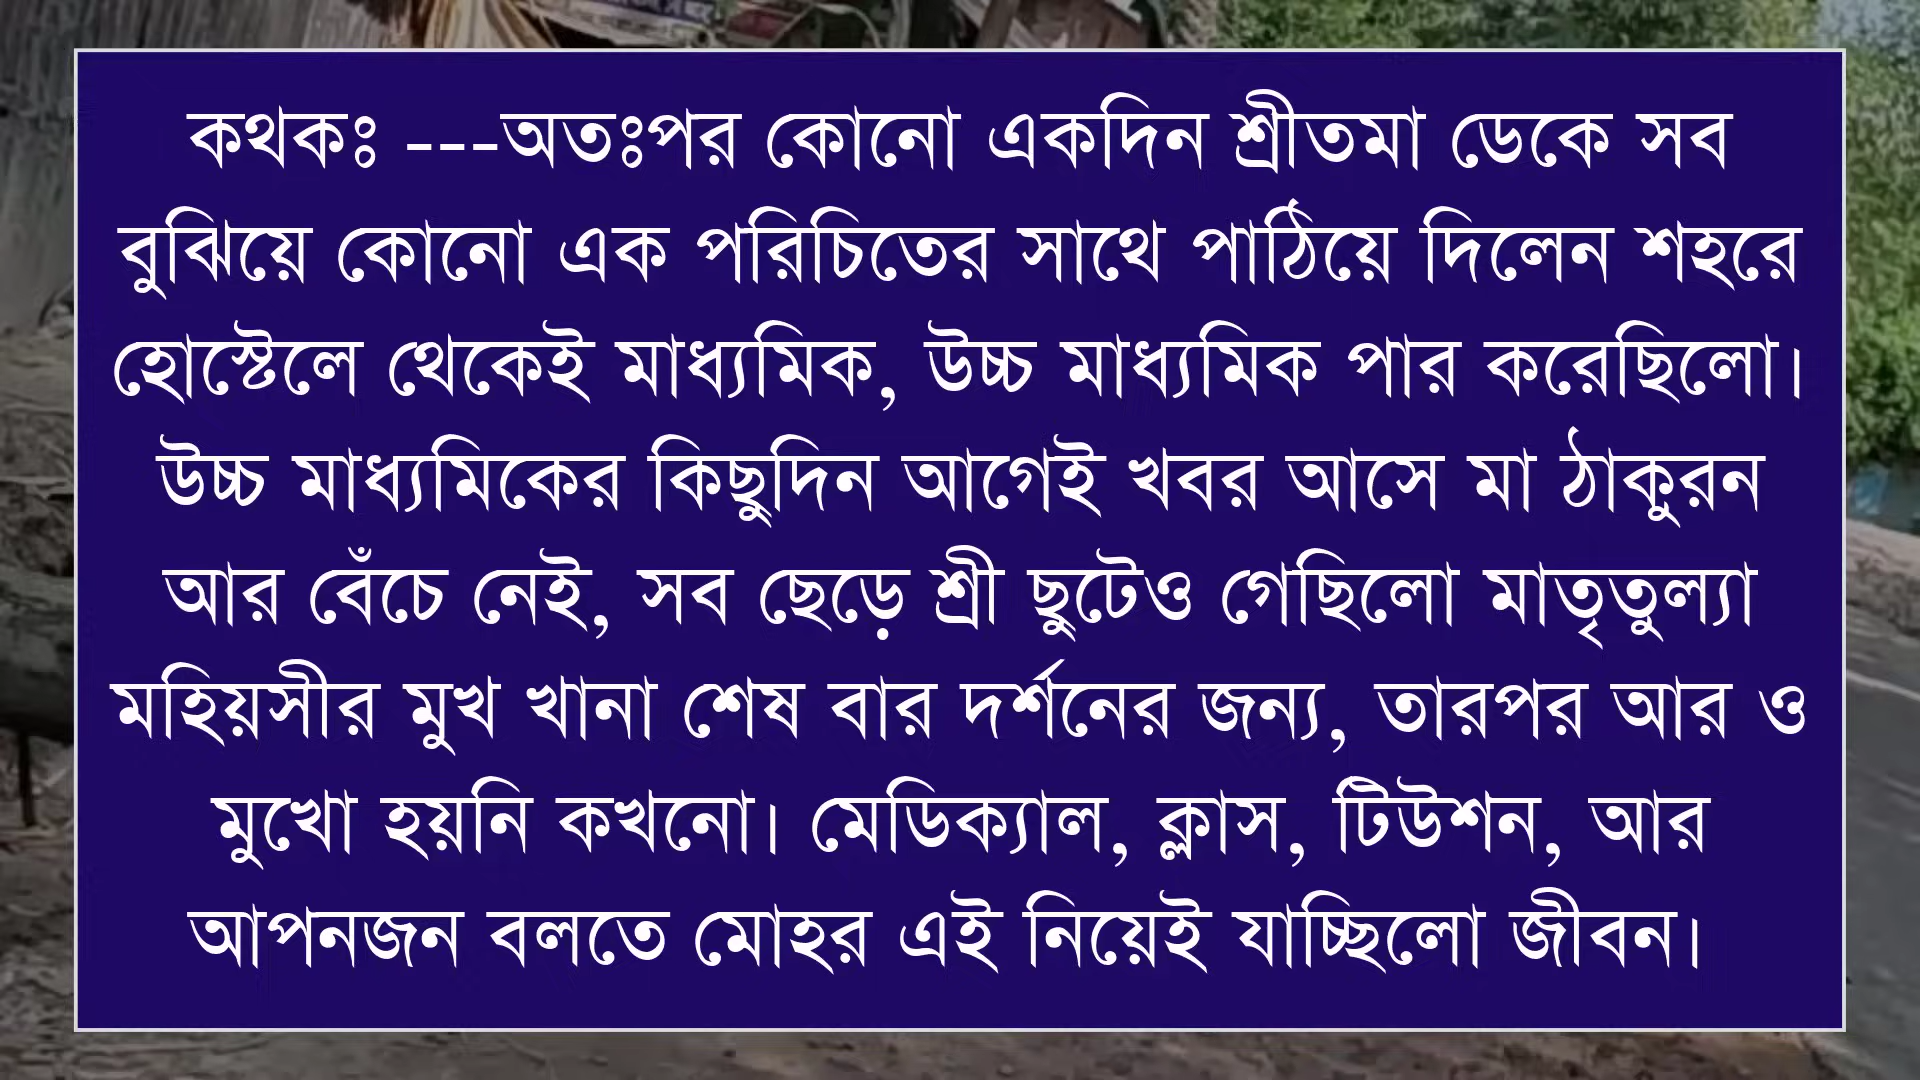 কথকঃ ---অতঃপর কোনো একদিন শ্রীতমা ডেকে সব
বুঝিয়ে কোনো এক পরিচিতের সাথে পাঠিয়ে দিলেন শহরে
হোস্টেলে থেকেই মাধ্যমিক, উচ্চ মাধ্যমিক পার করেছিলো।
উচ্চ মাধ্যমিকের কিছুদিন আগেই খবর আসে মা ঠাকুরন
আর বেঁচে নেই, সব ছেড়ে শ্রী ছুটেও গেছিলো মাতৃতুল্যা
মহিয়সীর মুখ খানা শেষ বার দর্শনের জন্য, তারপর আর ও
মুখো হয়নি কখনো। মেডিক্যাল, ক্লাস, টিউশন, আর
আপনজন বলতে মোহর এই নিয়েই যাচ্ছিলো জীবন।